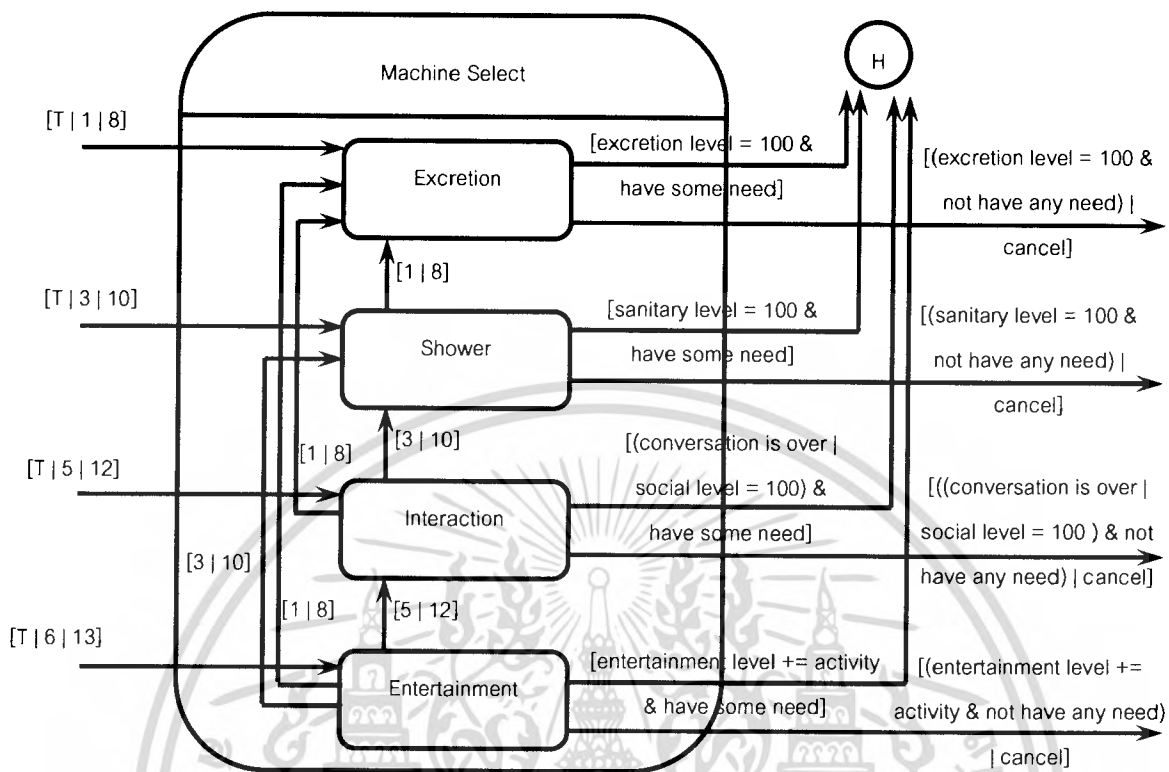 Machine Select
H
[T | 1 | 8]
Excretion
[excretion level = 100 &
have some need]
[(excretion level = 100 &
not have any need) |
cancel]
[1 | 8]
[T | 3 | 10]
Shower
[sanitary level = 100 &
have some need]
[(sanitary level = 100 &
not have any need) |
cancel]
[1 | 8]
[3 | 10]
[T | 5 | 12]
Interaction
[(conversation is over |
social level = 100) &
have some need]
[((conversation is over |
social level = 100 ) & not
have any need) | cancel]
[3 | 10]
[1 | 8]
[5 | 12]
[T | 6 | 13]
Entertainment
[entertainment level += activity
& have some need]
[(entertainment level +=
activity & not have any need)
| cancel]